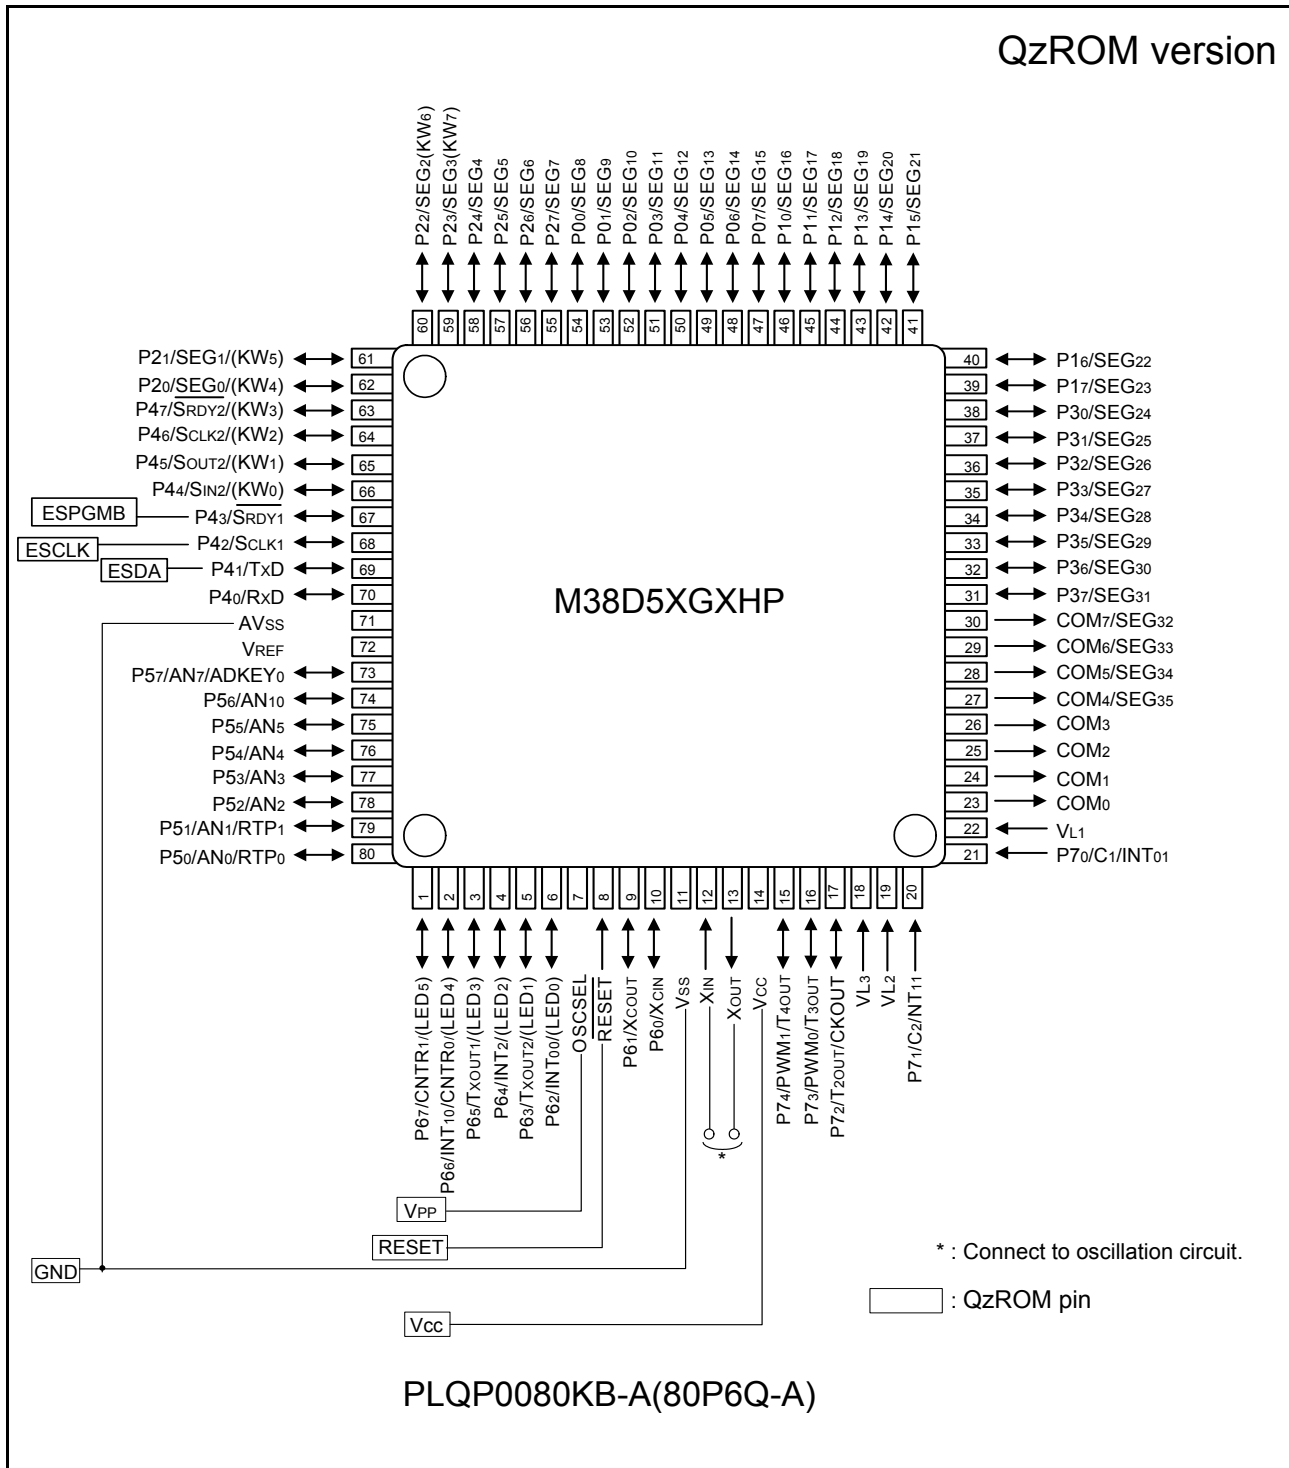 QzROM version
P22/SEG2(KW6)
P23/SEG3(KW7)
P24/SEG4
P25/SEG5
P26/SEG6
P27/SEG7
P00/SEG8
P01/SEG9
P02/SEG10
P03/SEG11
P04/SEG12
P05/SEG13
P06/SEG14
P07/SEG15
P10/SEG16
P11/SEG17
P12/SEG18
P13/SEG19
P14/SEG20
P15/SEG21
60 59 58 57 56 55 54 53 52 51 50 49 48 47 46 45 44 43 42 41
P21/SEG1/(KW5) 61
P20/SEG0/(KW4) 62
P47/SRDY2/(KW3) 63
P46/SCLK2/(KW2) 64
P45/SOUT2/(KW1) 65
P44/SIN2/(KW0) 66
ESPGMB P43/SRDY1 67
ESCLK P42/SCLK1 68
ESDA P41/TxD 69
P40/RxD 70
AVSS 71
VREF 72
P57/AN7/ADKEY0 73
P56/AN10 74
P55/AN5 75
P54/AN4 76
P53/AN3 77
P52/AN2 78
P51/AN1/RTP1 79
P50/AN0/RTP0 80
M38D5XGXHP
40 P16/SEG22
39 P17/SEG23
38 P30/SEG24
37 P31/SEG25
36 P32/SEG26
35 P33/SEG27
34 P34/SEG28
33 P35/SEG29
32 P36/SEG30
31 P37/SEG31
30 COM7/SEG32
29 COM6/SEG33
28 COM5/SEG34
27 COM4/SEG35
26 COM3
25 COM2
24 COM1
23 COM0
22 VL1
21 P70/C1/INT01
1 2 3 4 5 6 7 8 9 10 11 12 13 14 15 16 17 18 19 20
P67/CNTR1/(LED5)
P66/INT10/CNTR0/(LED4)
P65/TXOUT1/(LED3)
P64/INT2/(LED2)
P63/TXOUT2/(LED1)
P62/INT00/(LED0)
OSCSEL
RESET
P61/XCOUT
P60/XCIN
VSS
XIN
XOUT
VCC
P74/PWM1/T4OUT
P73/PWM0/T3OUT
P72/T2OUT/CKOUT
VL3
VL2
P71/C2/NT11
*
VPP
RESET
GND
Vcc
* : Connect to oscillation circuit.
: QzROM pin
PLQP0080KB-A(80P6Q-A)